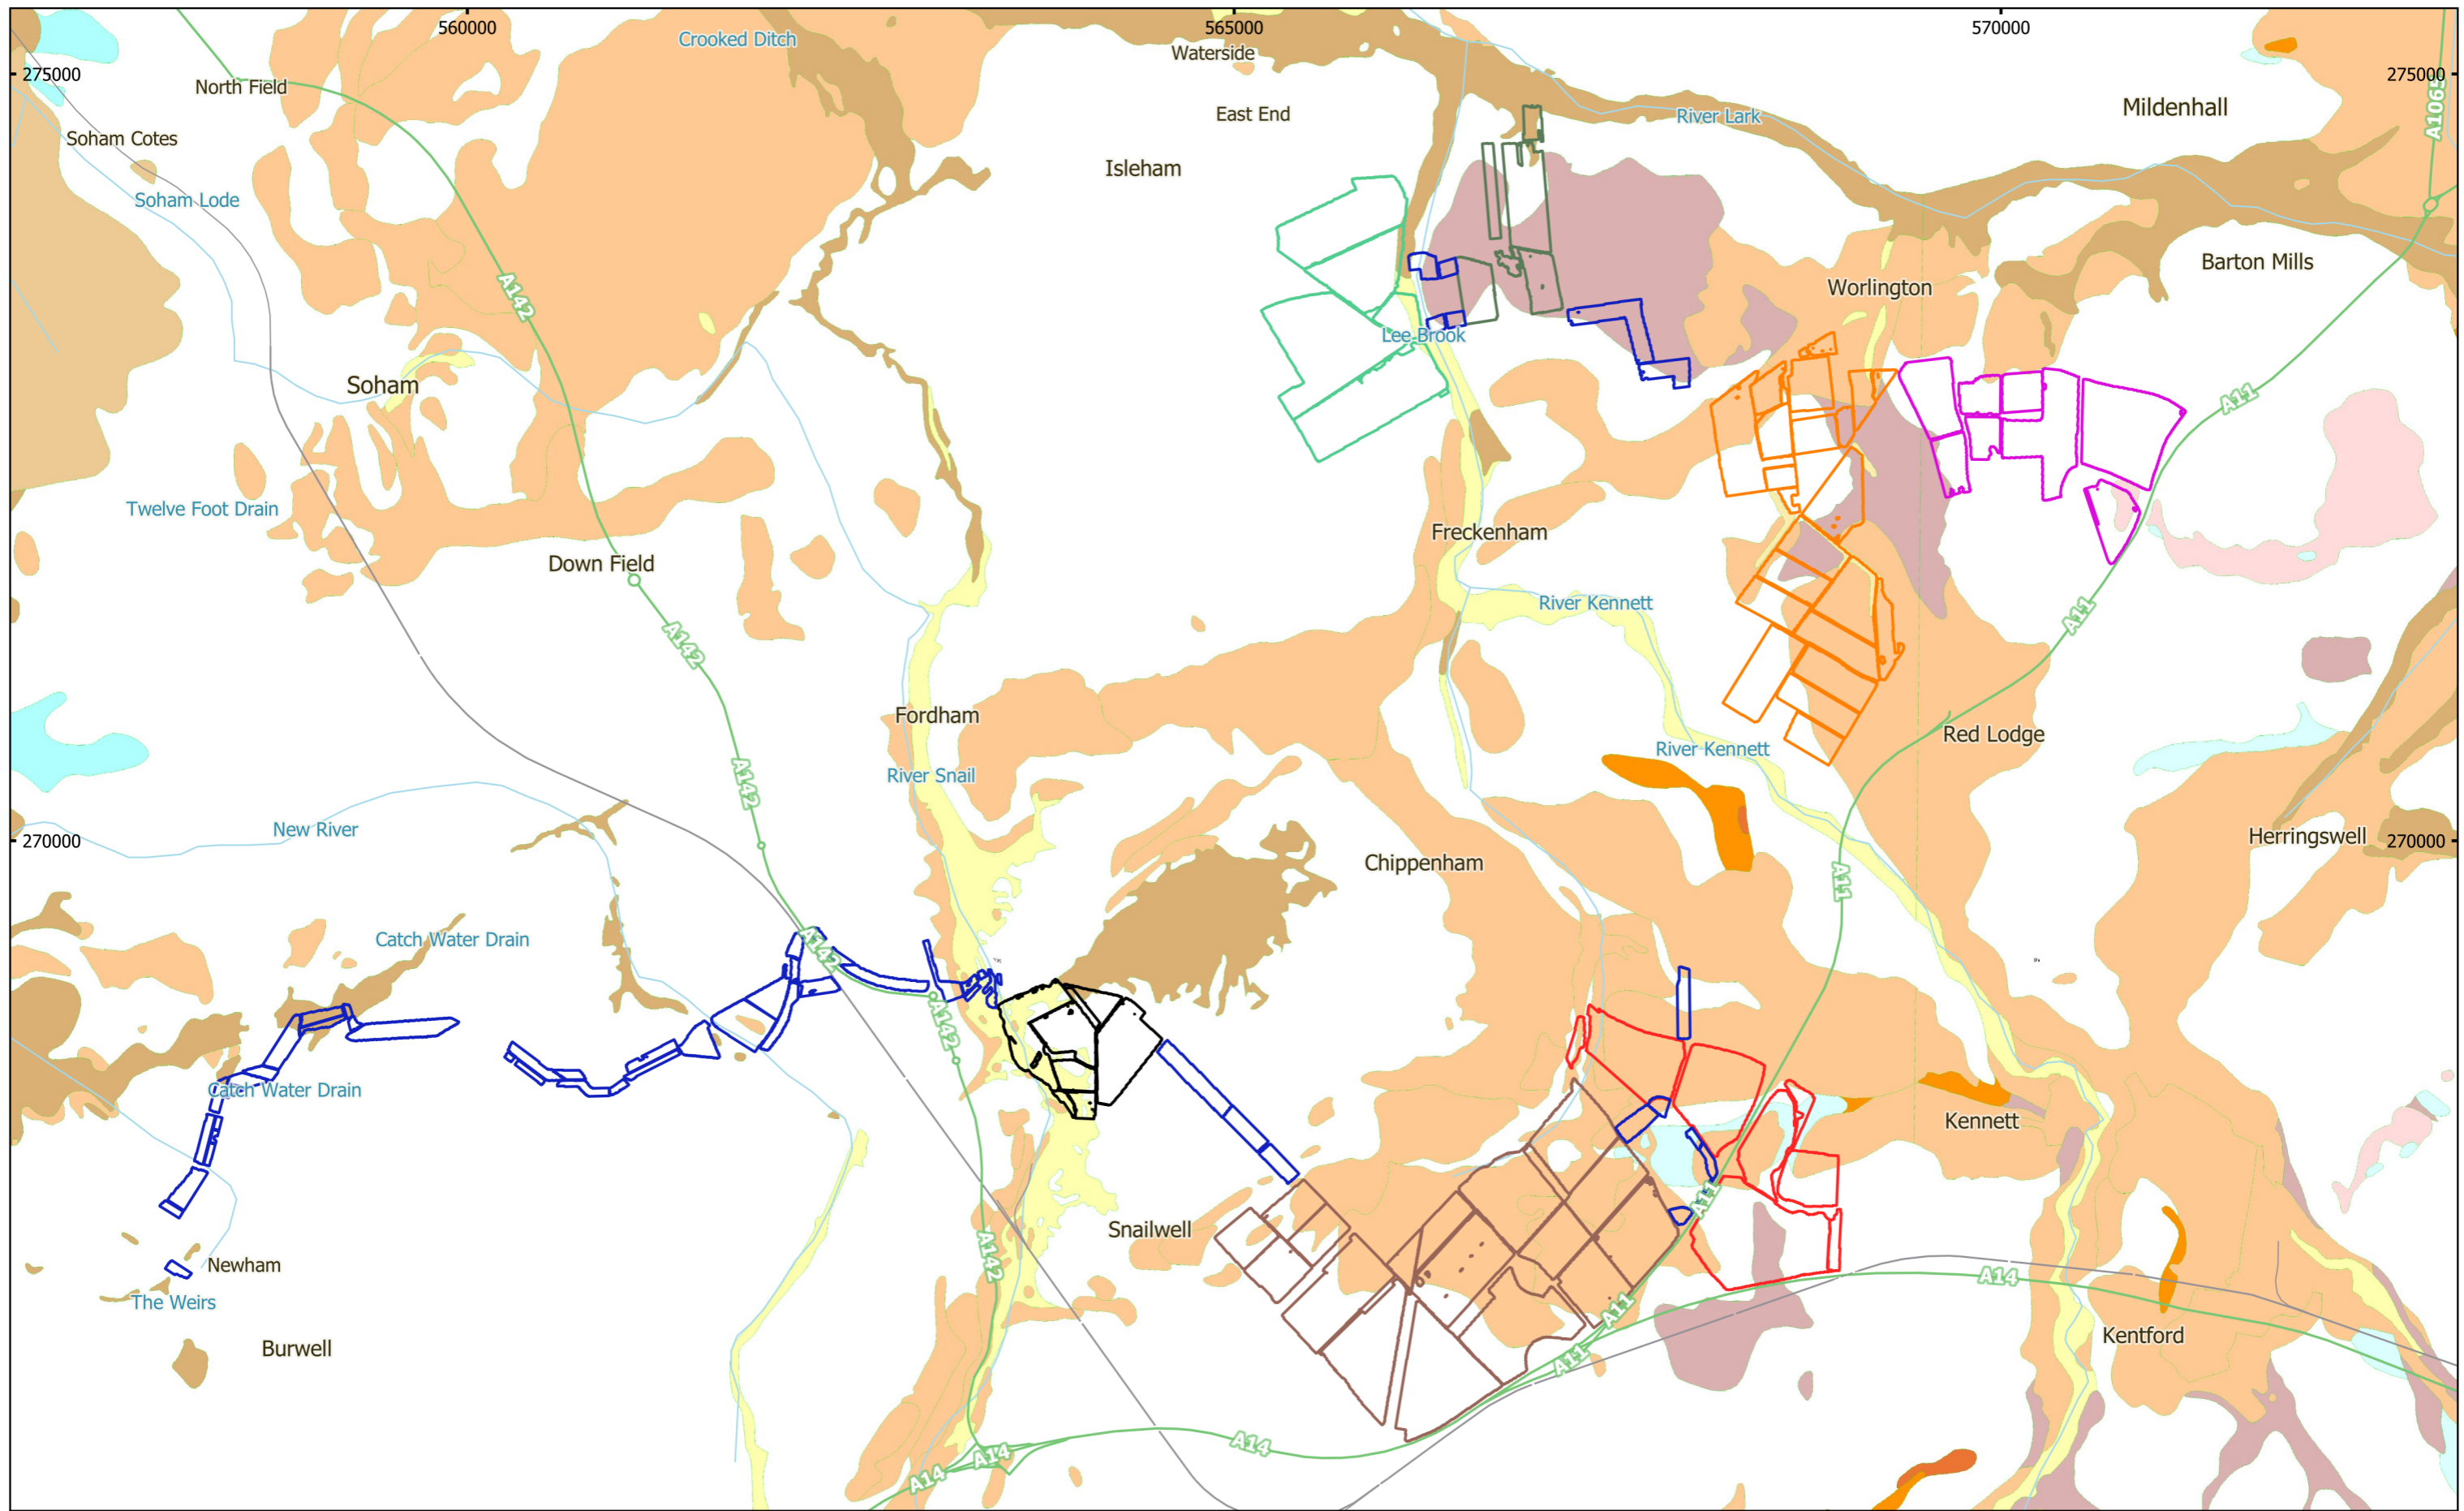 560000
565000
570000
Crooked Ditch
Waterside
275000
275000
North Field
A1065
Mildenhall
East End
River Lark
Soham Cotes
Isleham
Soham Lode
Barton Mills
Worlington
A142
Lee Brook
Soham
A11
Twelve Foot Drain
Freckenham
Down Field
River Kennett
A11
A142
Fordham
Red Lodge
River Kennett
River Snail
A142
New River
Herringswell
270000
270000
Chippenham
A11
Catch Water Drain
A142
A142
Catch Water Drain
Kennett
A11
Snailwell
A142
Newham
A14
The Weirs
A11
Kentford
Burwell
A11
A14
A14
A14